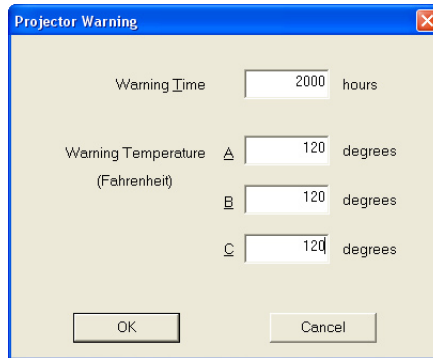 Projector Warning
Warning Time 2000 hours
Warning Temperature A 120 degrees
(Fahrenheit)
B 120 degrees
C 120 degrees
OK Cancel